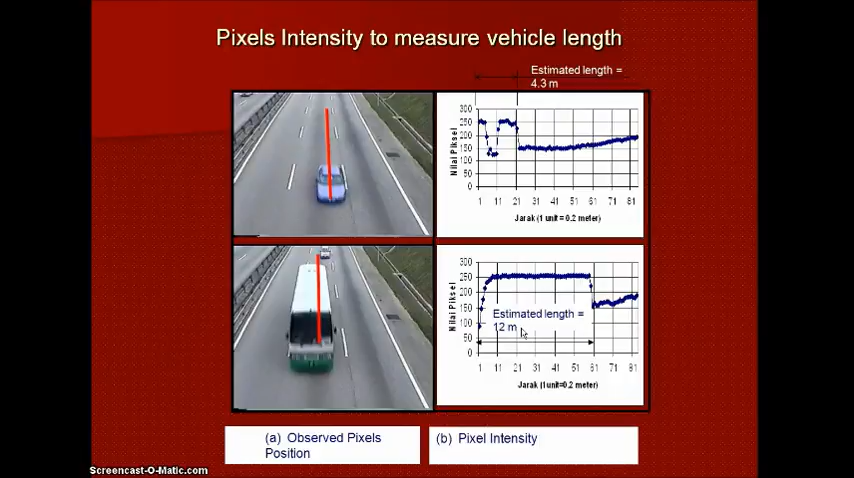 Pixels Intensity to measure vehicle length
Estimated length =
4.3 m
300
250
200
150
100
50
0
Nilai Piksel
1 11 21 31 41 51 61 71 81
Jarak (1 unit = 0.2 meter)
300
250
200
150
100
50
0
Nilai Piksel
Estimated length =
12 m
1 11 21 31 41 51 61 71 81
Jarak (1unit=0.2 meter)
(a) Observed Pixels
Position
(b) Pixel Intensity
Screencast-O-Matic.com